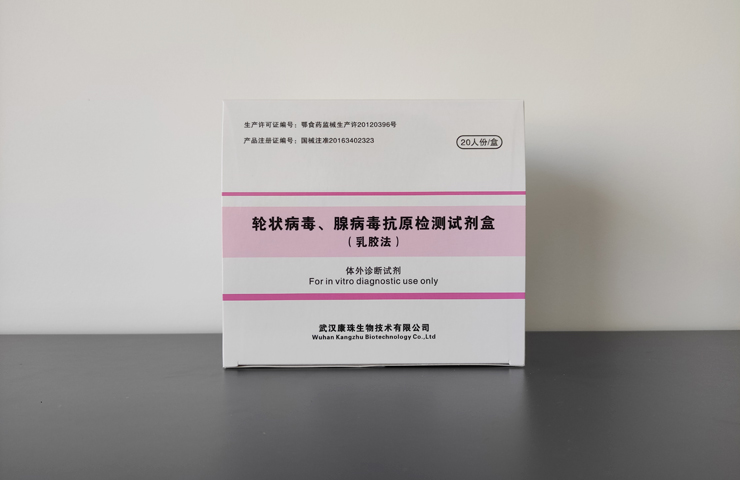 生产许可证编号：鄂食药监械生产许20120396号
产品注册证编号：国械注准20163402323
20人份/盒
轮状病毒、腺病毒抗原检测试剂盒
（乳胶法）
体外诊断试剂
For in vitro diagnostic use only
武汉康珠生物技术有限公司
Wuhan Kangzhu Biotechnology Co.,Ltd